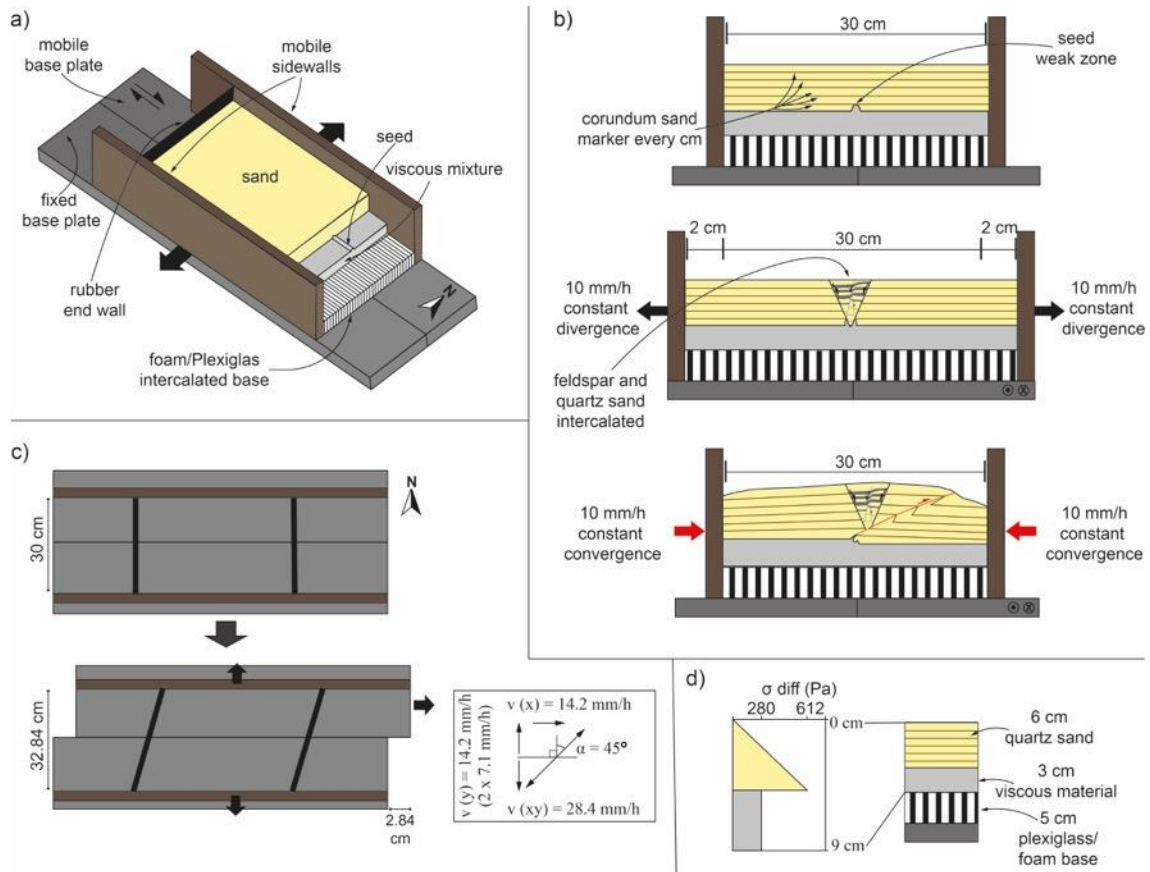 a)
mobile
base plate
mobile
sidewalls
seed
viscous mixture
sand
fixed
base plate
rubber
end wall
N
foam/Plexiglas
intercalated base
b)
30 cm
seed
weak zone
corundum sand
marker every cm
2 cm
30 cm
2 cm
10 mm/h
constant
divergence
10 mm/h
constant
divergence
feldspar and
quartz sand
intercalated
30 cm
10 mm/h
constant
convergence
10 mm/h
constant
convergence
c)
N
30 cm
32.84 cm
2.84
cm
v (y) = 14.2 mm/h
(2 x 7.1 mm/h)
v (x) = 14.2 mm/h
α = 45º
v (xy) = 28.4 mm/h
d)
σ diff (Pa)
280 612
0 cm
9 cm
6 cm
quartz sand
3 cm
viscous material
5 cm
plexiglass/
foam base